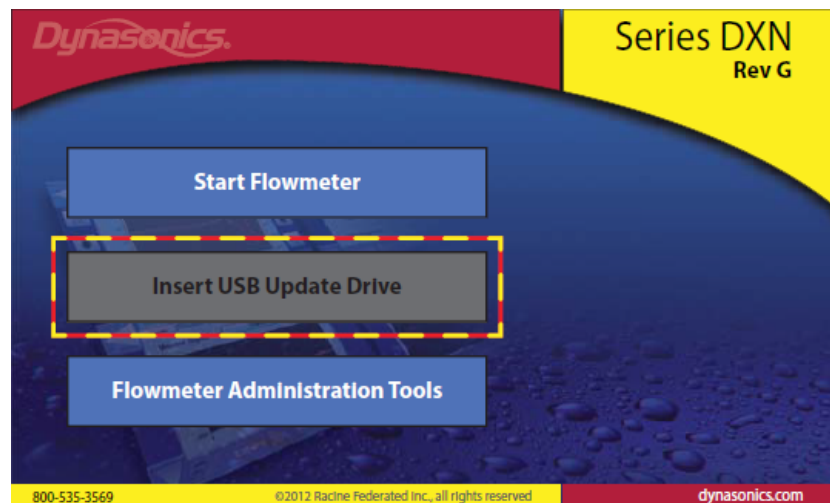 Dynasonics.®
Series DXN
Rev G
Start Flowmeter
Insert USB Update Drive
Flowmeter Administration Tools
800-535-3569
©2012 Racine Federated Inc., all rights reserved
dynasonics.com